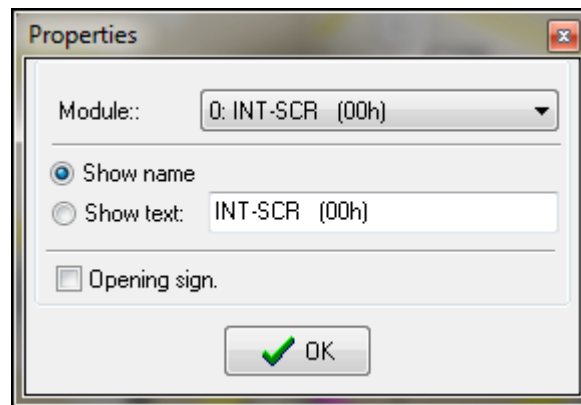 Properties
Module:: 0: INT-SCR (00h)
Show name
Show text: INT-SCR (00h)
Opening sign.
OK